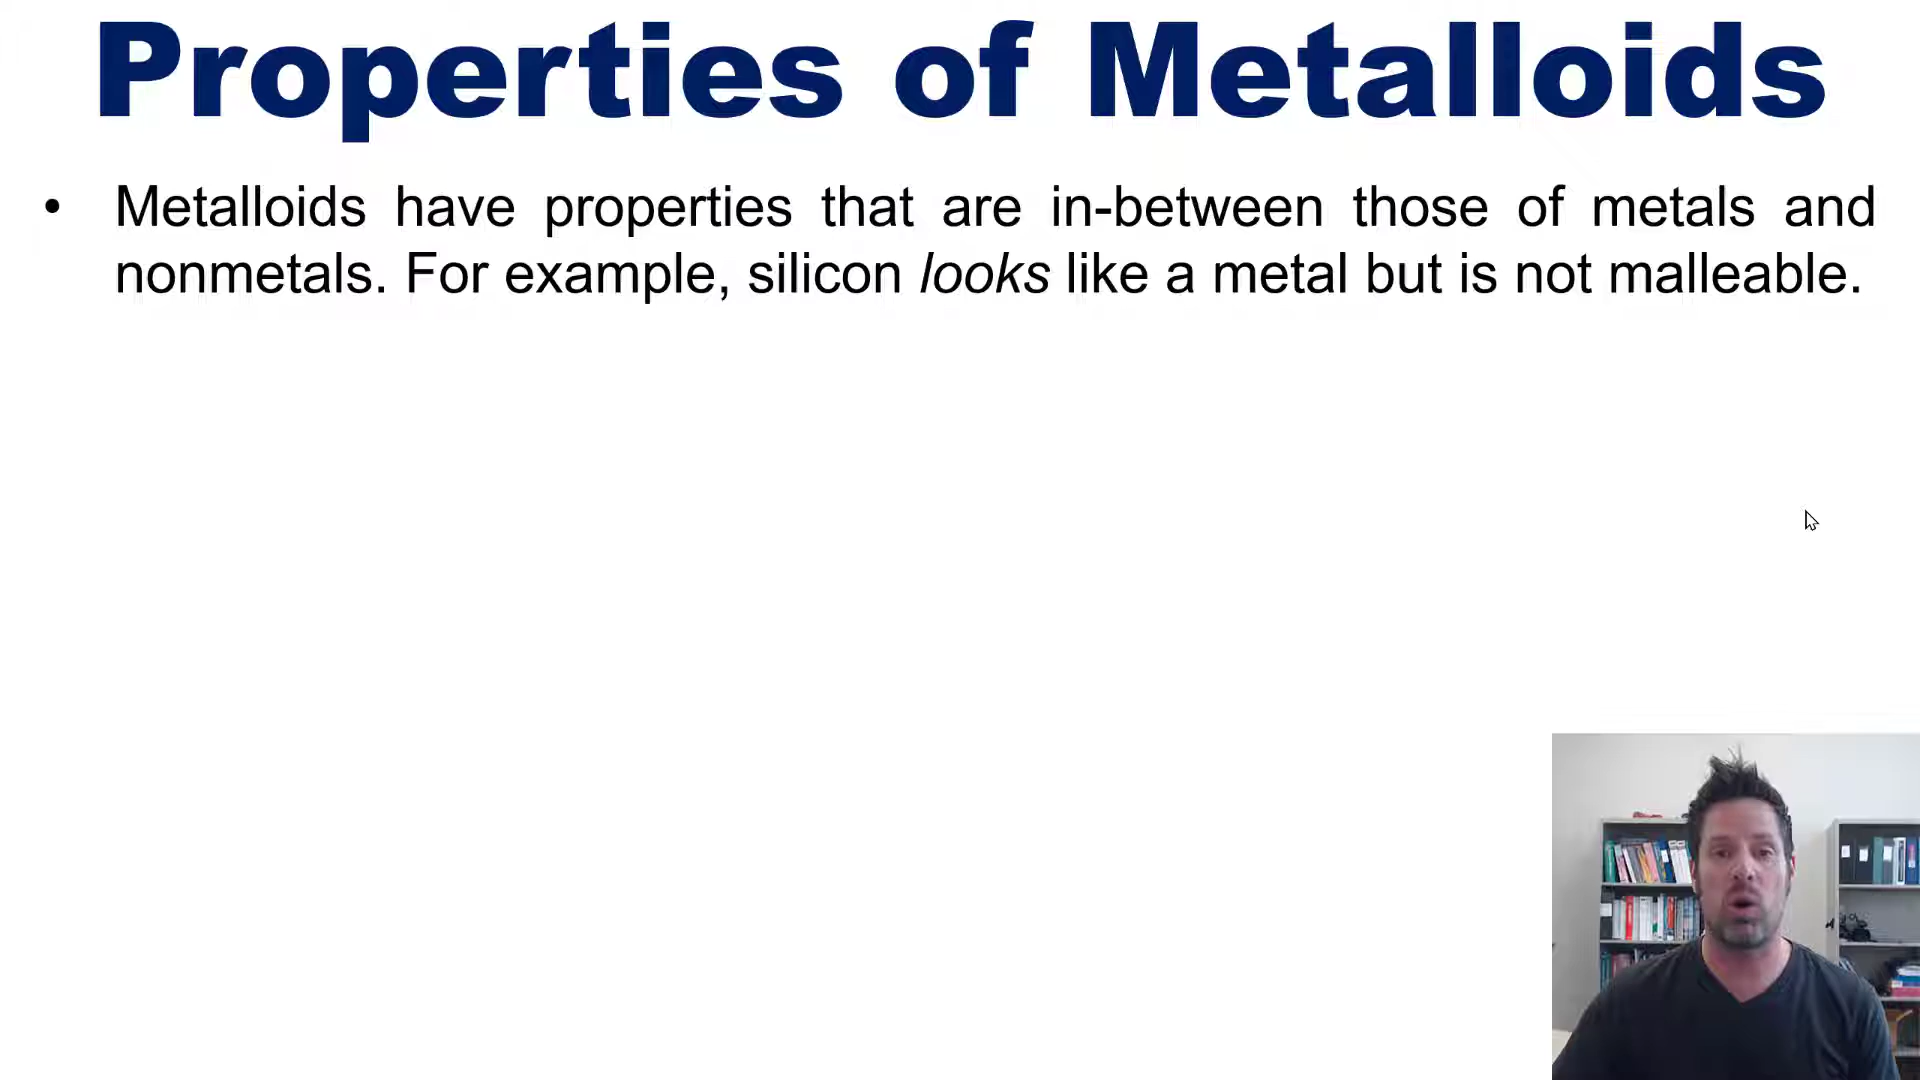 Properties of Metalloids
• Metalloids have properties that are in-between those of metals and
nonmetals. For example, silicon looks like a metal but is not malleable.